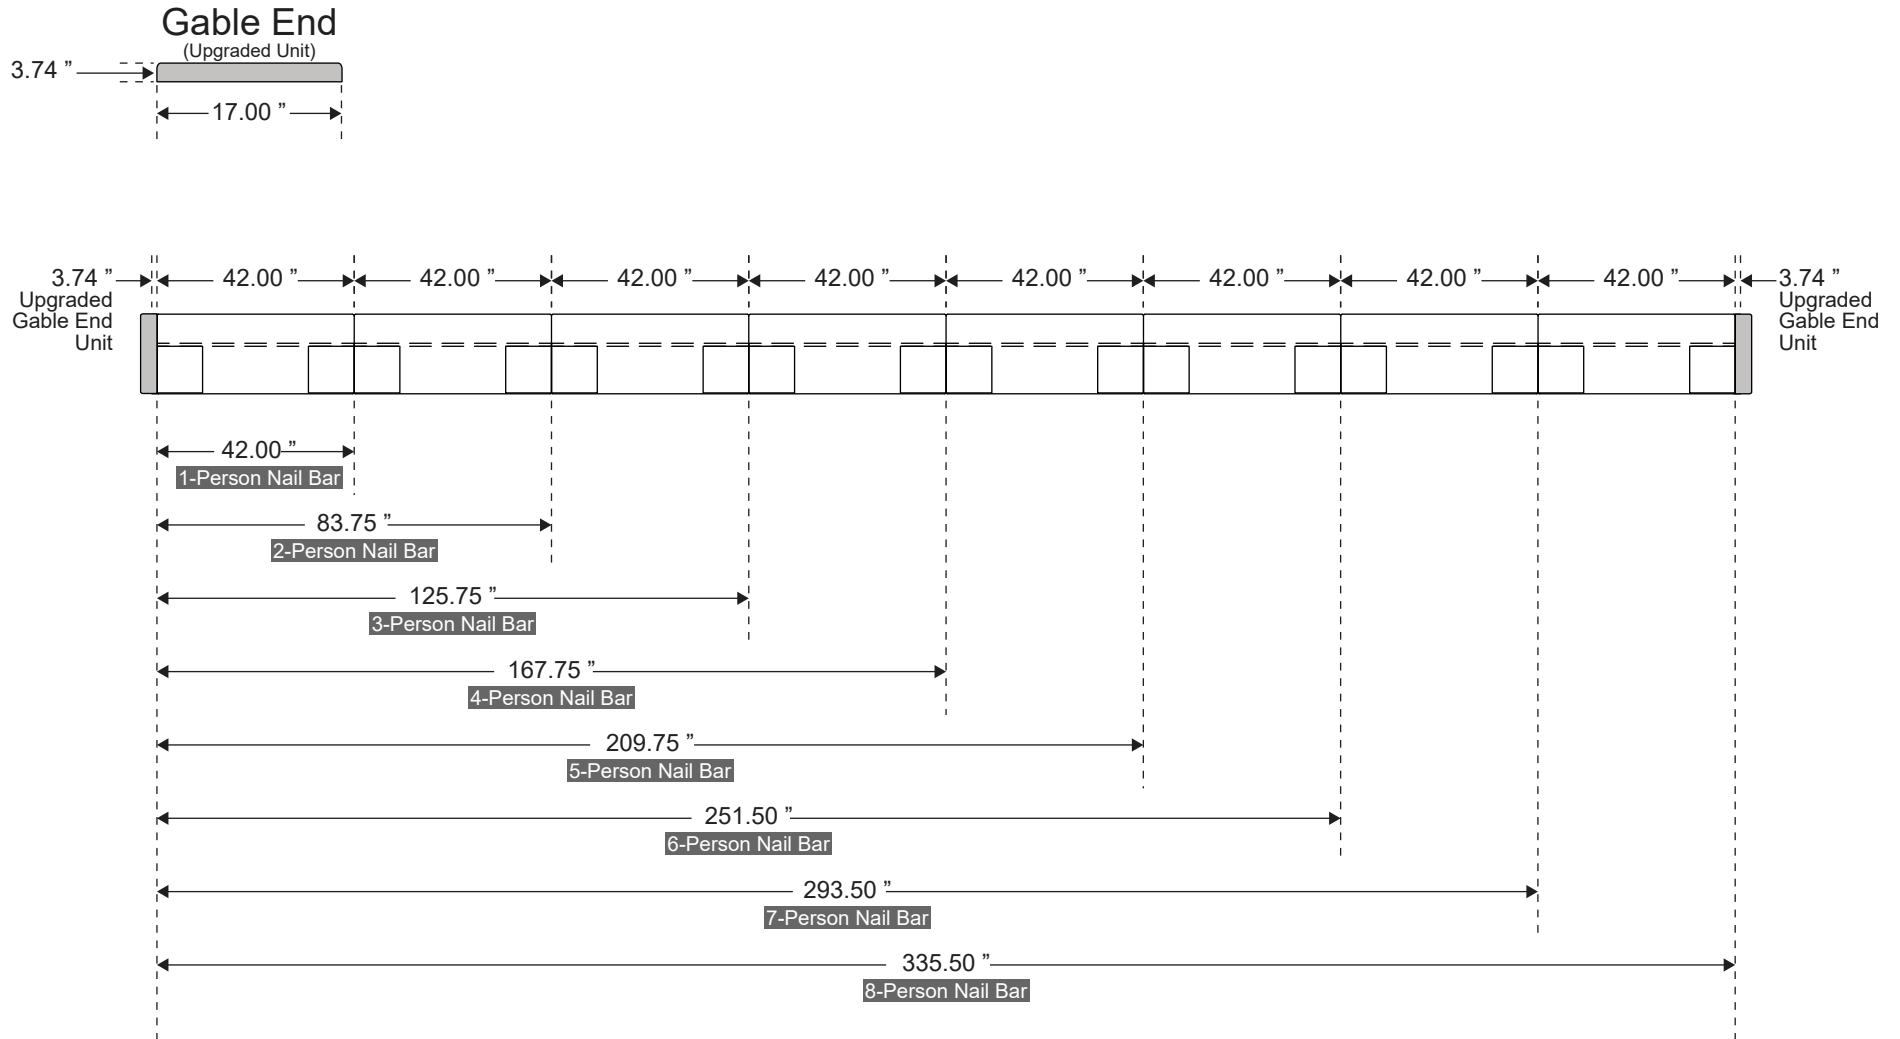 Gable End
(Upgraded Unit)
3.74 ”
17.00 ”
3.74 ”
Upgraded
Gable End
Unit
42.00 ”
42.00 ”
42.00 ”
42.00 ”
42.00 ”
42.00 ”
42.00 ”
42.00 ”
3.74 ”
Upgraded
Gable End
Unit
42.00 ”
1-Person Nail Bar
83.75 ”
2-Person Nail Bar
125.75 ”
3-Person Nail Bar
167.75 ”
4-Person Nail Bar
209.75 ”
5-Person Nail Bar
251.50 ”
6-Person Nail Bar
293.50 ”
7-Person Nail Bar
335.50 ”
8-Person Nail Bar